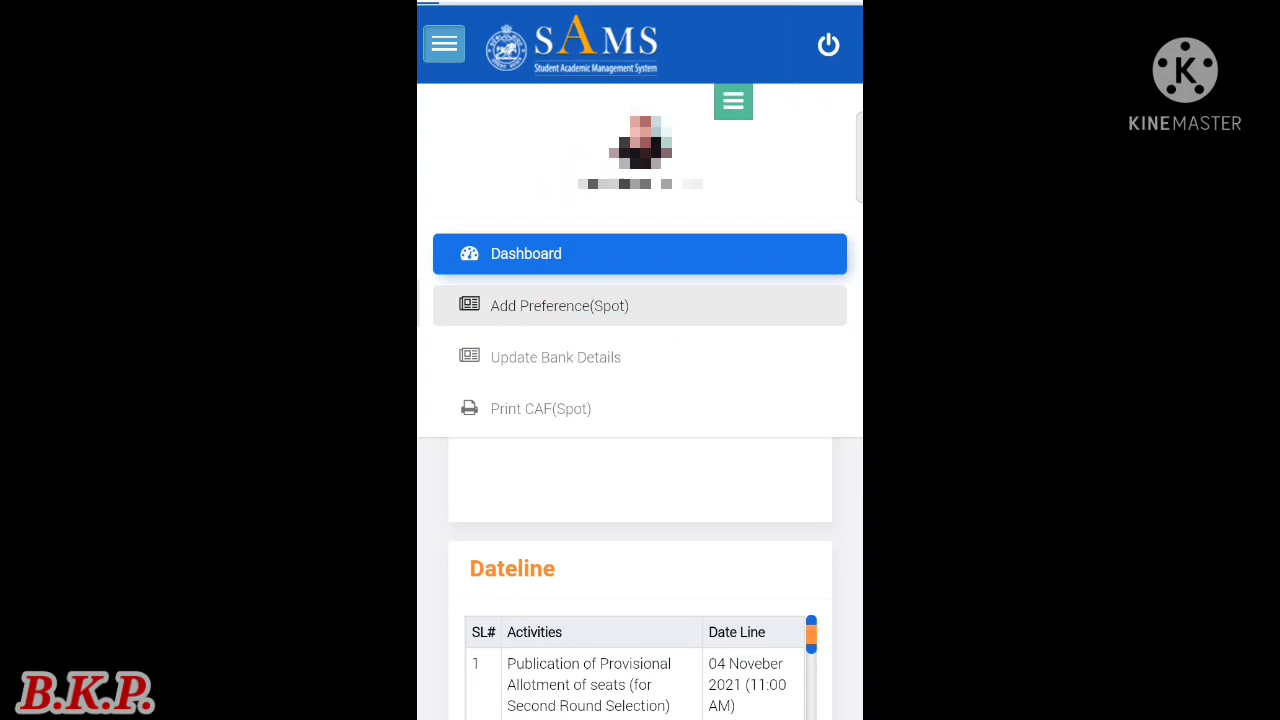 SAMS
Student Academic Management System
K
KINEMASTER
Dashboard
Add Preference(Spot)
Update Bank Details
Print CAF(Spot)
Dateline
SL# Activities Date Line
1 Publication of Provisional 04 Noveber
Allotment of seats (for 2021 (11:00
Second Round Selection) AM)
B.K.P.